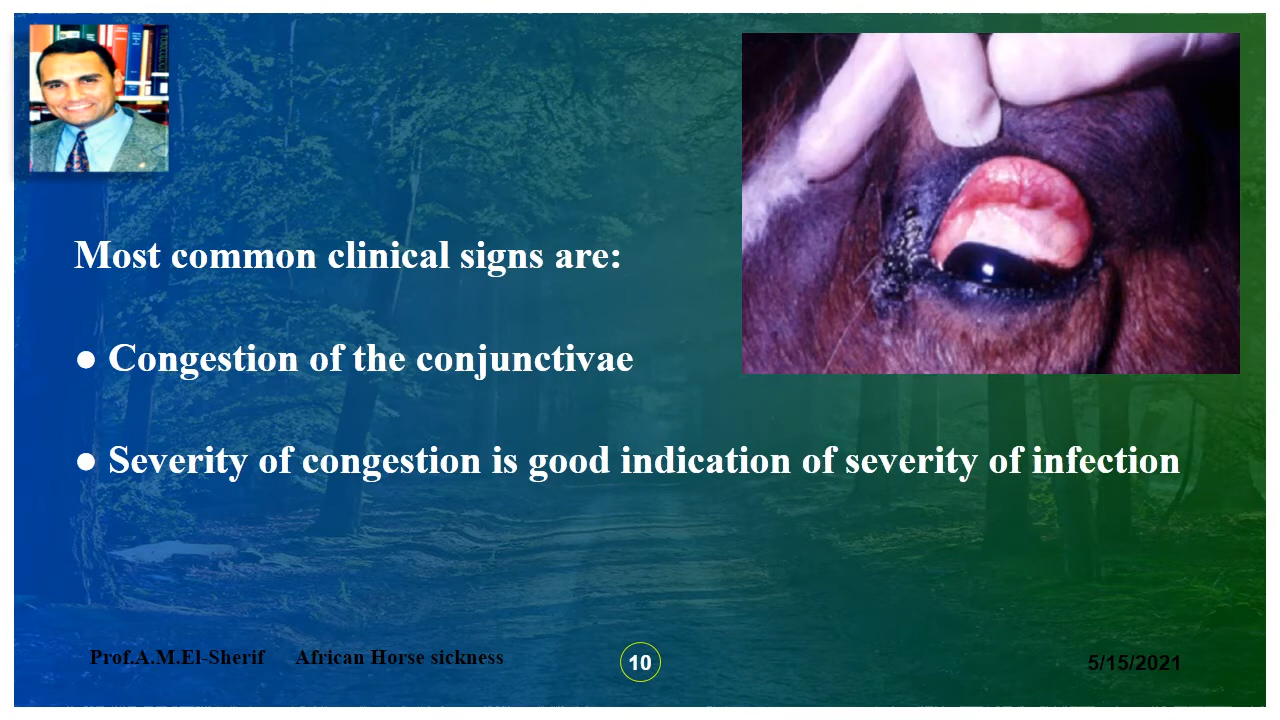 Most common clinical signs are:
● Congestion of the conjunctivae
● Severity of congestion is good indication of severity of infection
Prof.A.M.El-Sherif African Horse sickness
10
5/15/2021